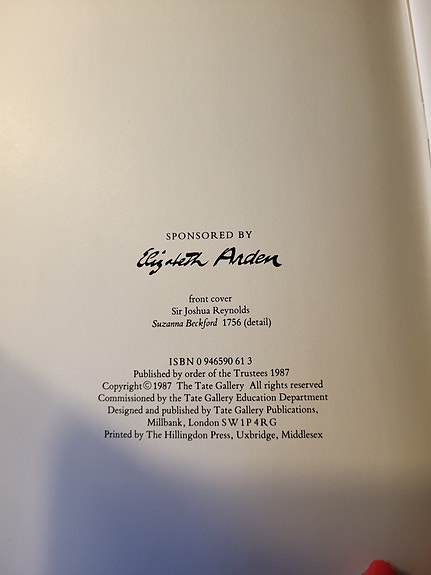 SPONSORED BY
Elizabeth Arden
front cover
Sir Joshua Reynolds
Suzanna Beckford 1756 (detail)
ISBN 0 946590 61 3
Published by order of the Trustees 1987
Copyright © 1987 The Tate Gallery All rights reserved
Commissioned by the Tate Gallery Education Department
Designed and published by Tate Gallery Publications,
Millbank, London SW1P 4RG
Printed by The Hillingdon Press, Uxbridge, Middlesex